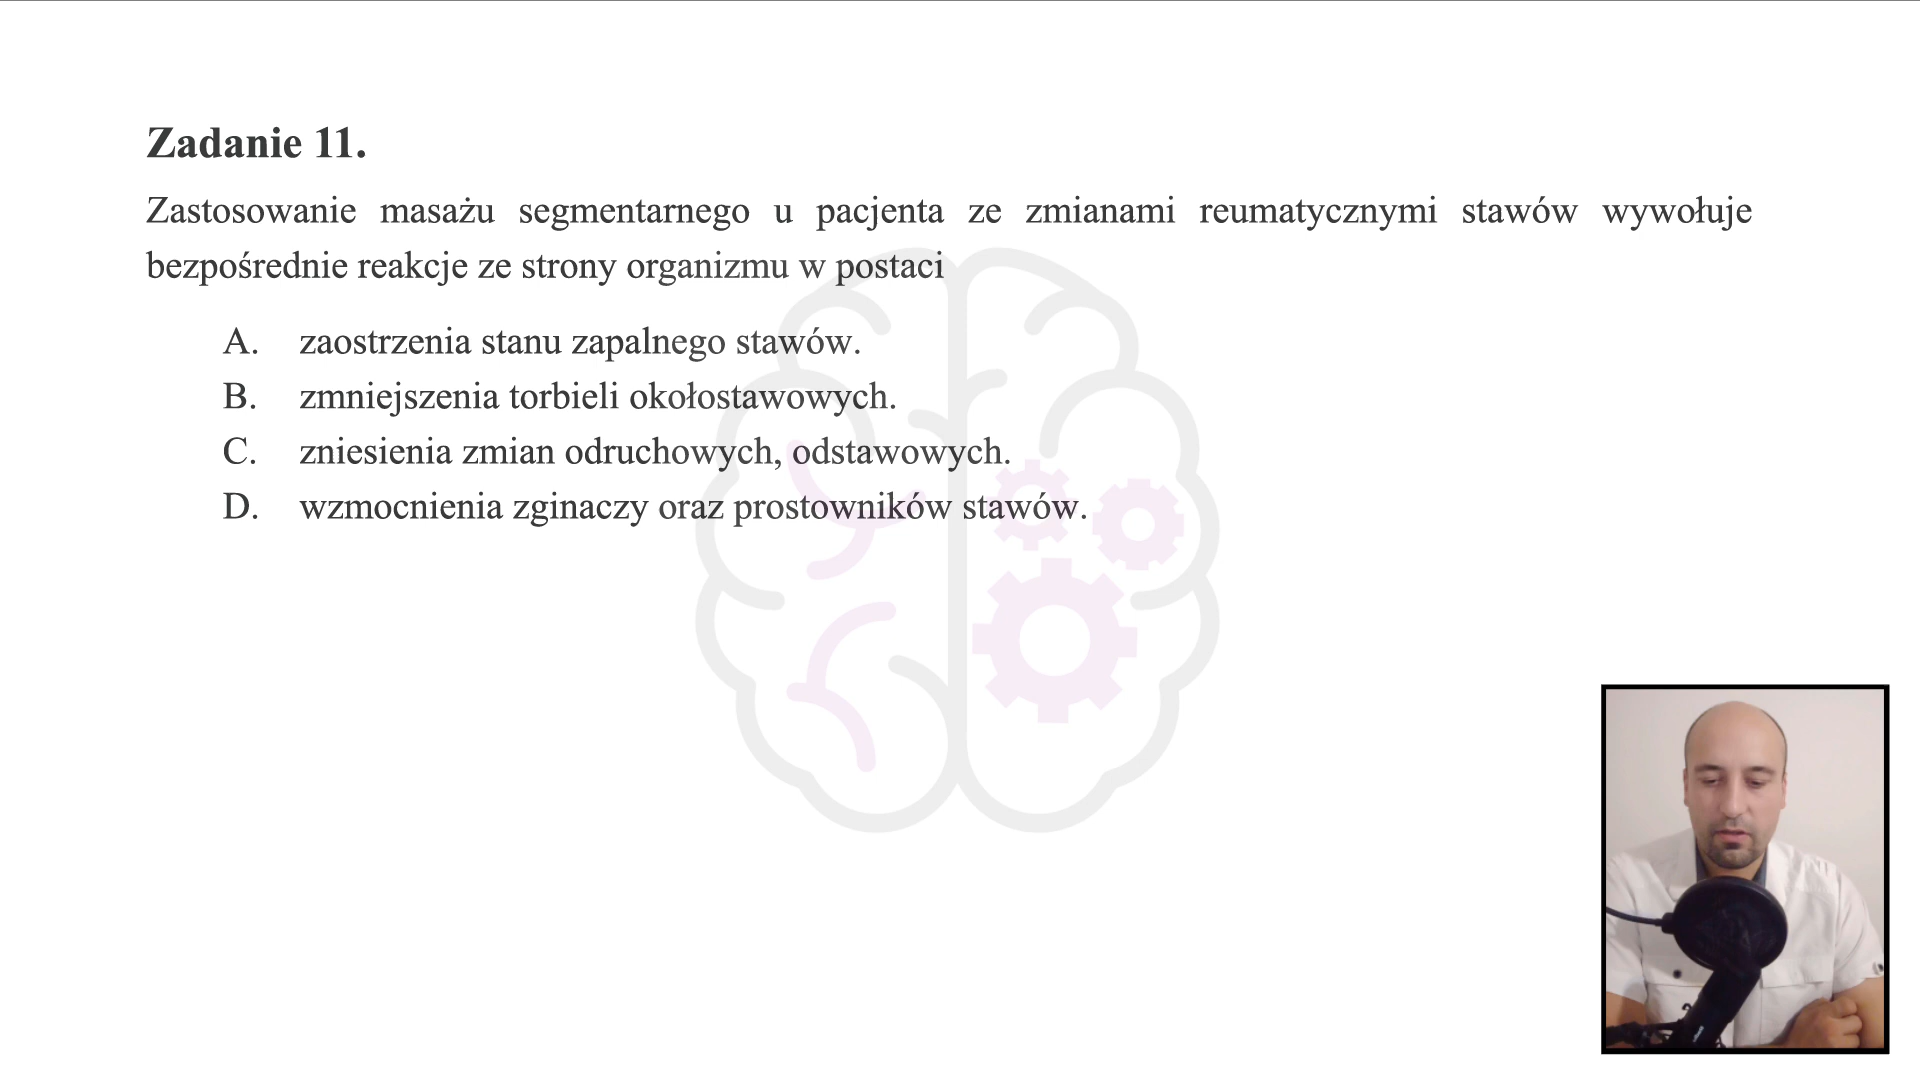 Zadanie 11.
Zastosowanie masażu segmentarnego u pacjenta ze zmianami reumatycznymi stawów wywołuje
bezpośrednie reakcje ze strony organizmu w postaci
A. zaostrzenia stanu zapalnego stawów.
B. zmniejszenia torbieli okołostawowych.
C. zniesienia zmian odruchowych, odstawowych.
D. wzmocnienia zginaczy oraz prostowników stawów.